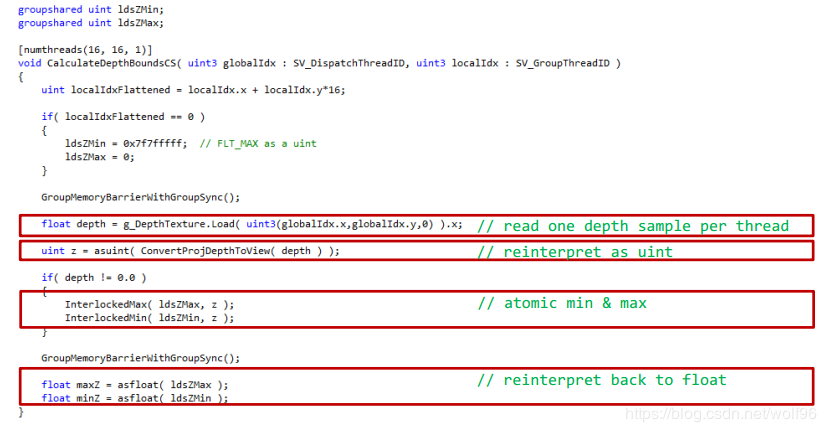 groupshared uint ldsZMin;
groupshared uint ldsZMax;
[numthreads(16, 16, 1)]
void CalculateDepthBoundsCS( uint3 globalIdx : SV_DispatchThreadID, uint3 localIdx : SV_GroupThreadID )
{
uint localIdxFlattened = localIdx.x + localIdx.y*16;
if( localIdxFlattened == 0 )
{
ldsZMin = 0x7f7fffff; // FLT_MAX as a uint
ldsZMax = 0;
}
GroupMemoryBarrierWithGroupSync();
float depth = g_DepthTexture.Load( uint3(globalIdx.x,globalIdx.y,0) ).x; // read one depth sample per thread
uint z = asuint( ConvertProjDepthToView( depth ) ); // reinterpret as uint
if( depth != 0.0 )
{
InterlockedMax( ldsZMax, z ); // atomic min & max
InterlockedMin( ldsZMin, z );
}
GroupMemoryBarrierWithGroupSync();
float maxZ = asfloat( ldsZMax ); // reinterpret back to float
float minZ = asfloat( ldsZMin );
}
https://blog.csdn.net/wolf96